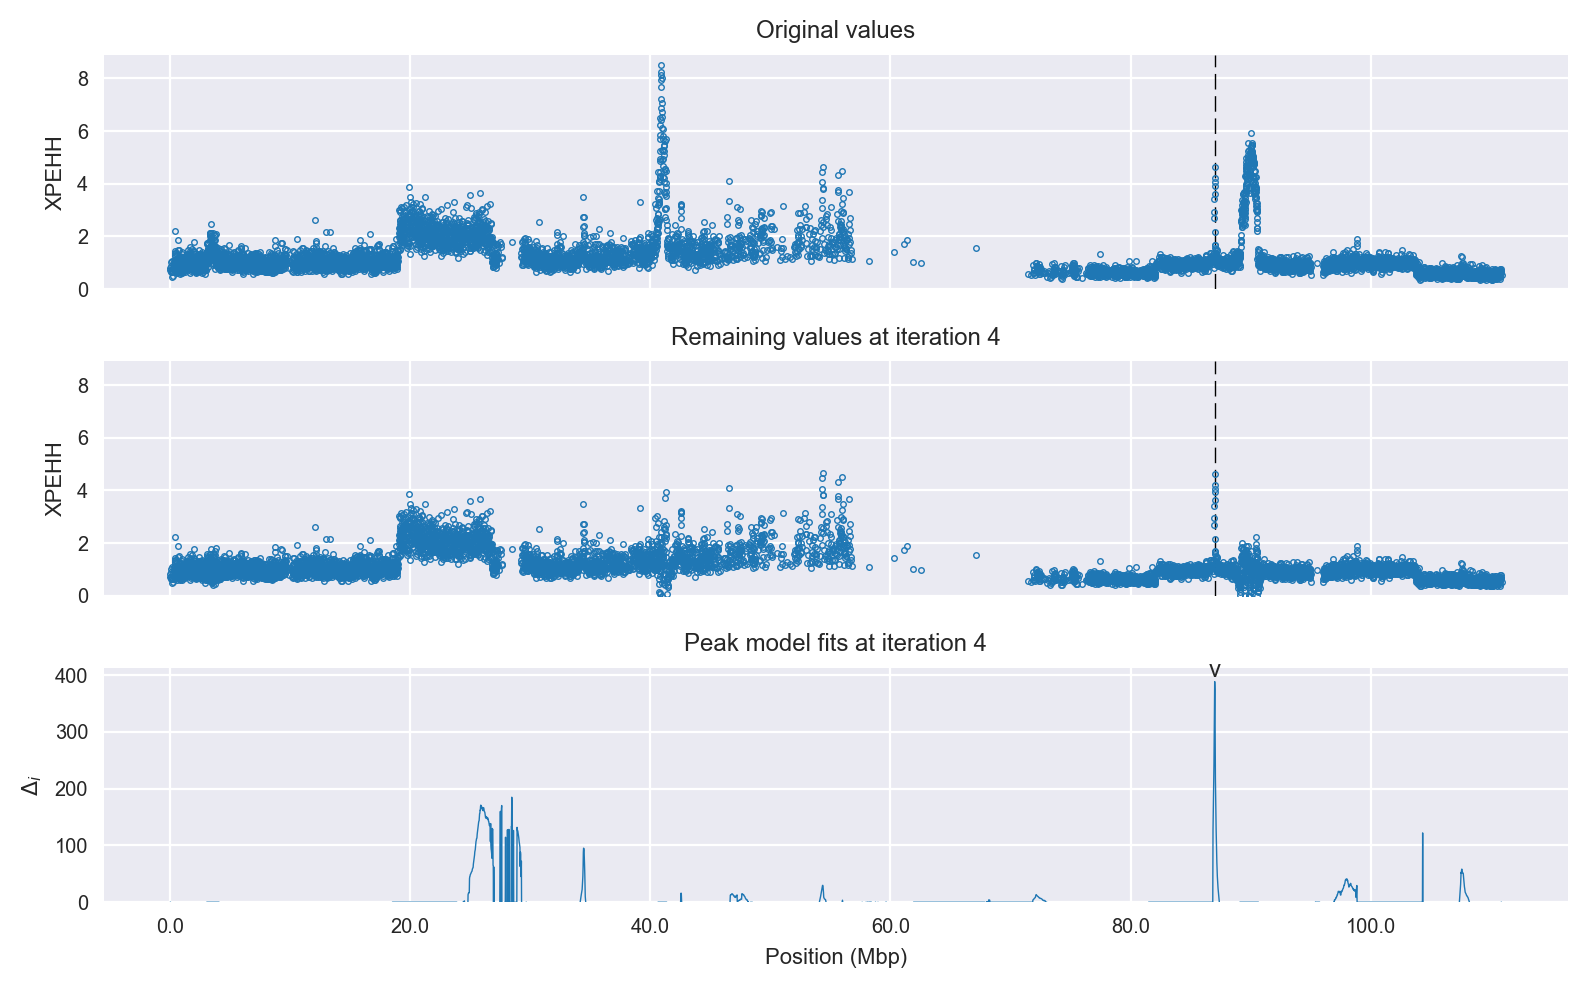 Original values
8
6
4
2
0
XPEHH
Remaining values at iteration 4
8
6
4
2
0
XPEHH
Peak model fits at iteration 4
v
400
300
200
100
0
Δi
0.0 20.0 40.0 60.0 80.0 100.0
Position (Mbp)